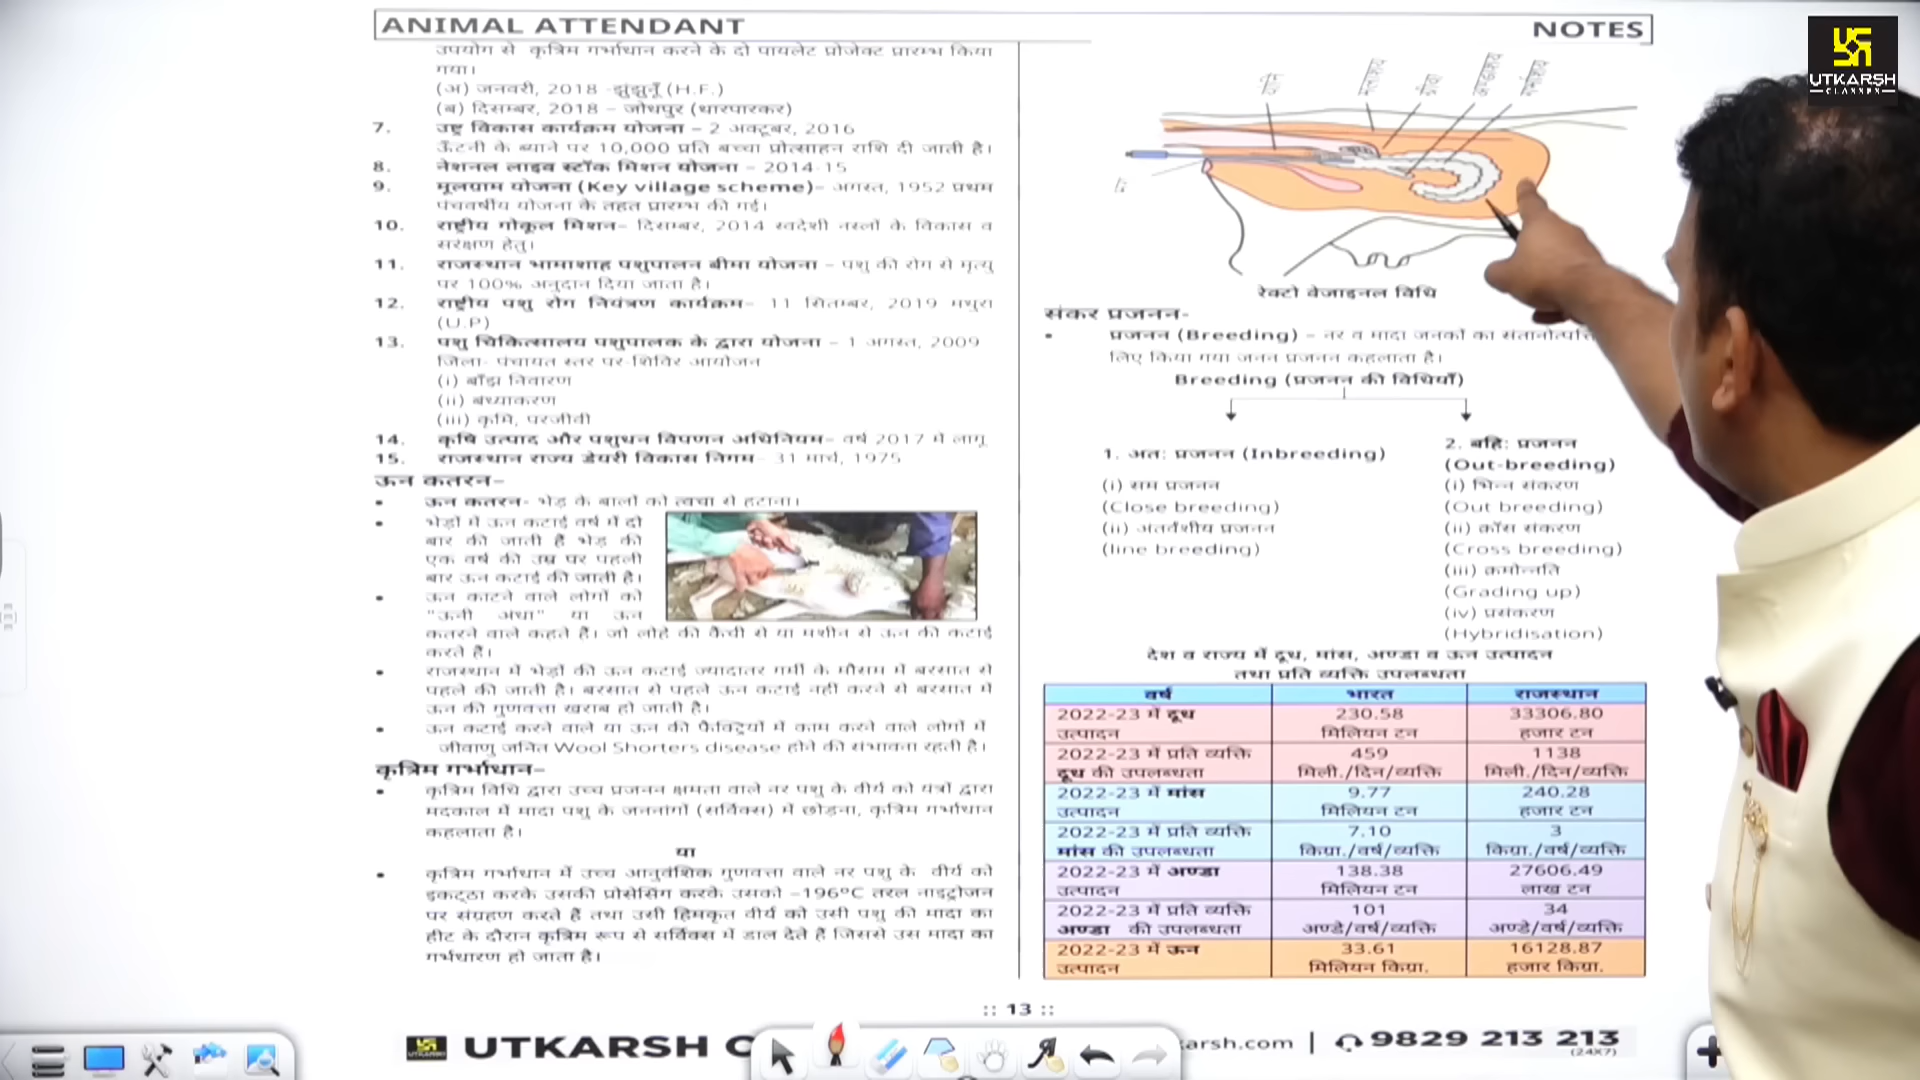 ANIMAL ATTENDANT
NOTES
UTKARSH
CLASSES
उपयोग से कृत्रिम गर्भाधान करने के दो पायलेट प्रोजेक्ट प्रारम्भ किया
गया।
(अ) जनवरी, 2018 -झुंझुनूँ (H.F.)
(ब) दिसम्बर, 2018 – जोधपुर (थारपारकर)
7. उष्ट्र विकास कार्यक्रम योजना – 2 अक्टूबर, 2016
ऊँटनी के ब्याने पर 10,000 प्रति बच्चा प्रोत्साहन राशि दी जाती है।
8. नेशनल लाइव स्टॉक मिशन योजना – 2014-15
9. मूलग्राम योजना (Key village scheme)– अगस्त, 1952 प्रथम
पंचवर्षीय योजना के तहत प्रारम्भ की गई।
10. राष्ट्रीय गोकूल मिशन– दिसम्बर, 2014 स्वदेशी नस्लों के विकास व
संरक्षण हेतु।
11. राजस्थान भामाशाह पशुपालन बीमा योजना – पशु की रोग से मृत्यु
पर 100% अनुदान दिया जाता है।
12. राष्ट्रीय पशु रोग नियंत्रण कार्यक्रम– 11 सितम्बर, 2019 मथुरा
(U.P)
13. पशु चिकित्सालय पशुपालक के द्वारा योजना – 1 अगस्त, 2009
जिला- पंचायत स्तर पर-शिविर आयोजन
(i) बाँझ निवारण
(ii) बंध्याकरण
(iii) कृमि, परजीवी
14. कृषि उत्पाद और पशुधन विपणन अधिनियम– वर्ष 2017 में लागू
15. राजस्थान राज्य डेयरी विकास निगम– 31 मार्च, 1975
ऊन कतरन–
• ऊन कतरन- भेड़ के बालों को त्वचा से हटाना।
• भेड़ों में ऊन कटाई वर्ष में दो
बार की जाती हैं भेड़ की
एक वर्ष की उम्र पर पहली
बार ऊन कटाई की जाती है।
• ऊन काटने वाले लोगों को
"ऊनी अंधा" या ऊन
कतरने वाले कहते हैं। जो लोहे की कैंची से या मशीन से ऊन की कटाई
करते हैं।
• राजस्थान में भेड़ों की ऊन कटाई ज्यादातर गर्मी के मौसम में बरसात से
पहले की जाती है। बरसात से पहले ऊन कटाई नहीं करने से बरसात में
ऊन की गुणवत्ता खराब हो जाती है।
• ऊन कटाई करने वाले या ऊन की फैक्ट्रियों में काम करने वाले लोगों में
जीवाणु जनित Wool Shorters disease होने की संभावना रहती है।
कृत्रिम गर्भाधान–
• कृत्रिम विधि द्वारा उच्च प्रजनन क्षमता वाले नर पशु के वीर्य को यंत्रों द्वारा
मदकाल में मादा पशु के जननांगों (सर्विक्स) में छोड़ना, कृत्रिम गर्भाधान
कहलाता है।
या
• कृत्रिम गर्भाधान में उच्च आनुवंशिक गुणवत्ता वाले नर पशु के वीर्य को
इकट्ठा करके उसकी प्रोसेसिंग करके उसको –196°C तरल नाइट्रोजन
पर संग्रहण करते हैं तथा उसी हिमकृत वीर्य को उसी पशु की मादा का
हीट के दौरान कृत्रिम रूप से सर्विक्स में डाल देते हैं जिससे उस मादा का
गर्भधारण हो जाता है।
योनि
मलाशय
ग्रीवा
अण्डाशय
गर्भाशय
रेक्टो वेजाइनल विधि
संकर प्रजनन-
• प्रजनन (Breeding) – नर व मादा जनकों का संतानोत्पत्ति
लिए किया गया जनन प्रजनन कहलाता है।
Breeding (प्रजनन की विधियाँ)
1. अंत: प्रजनन (Inbreeding)
(i) सम प्रजनन
(Close breeding)
(ii) अंतर्वंशीय प्रजनन
(line breeding)
2. बहि: प्रजनन
(Out-breeding)
(i) भिन्न संकरण
(Out breeding)
(ii) क्रॉस संकरण
(Cross breeding)
(iii) क्रमोन्नति
(Grading up)
(iv) प्रसंकरण
(Hybridisation)
देश व राज्य में दूध, मांस, अण्डा व ऊन उत्पादन
तथा प्रति व्यक्ति उपलब्धता
वर्ष भारत राजस्थान
2022-23 में दूध 230.58 33306.80
उत्पादन मिलियन टन हजार टन
2022-23 में प्रति व्यक्ति 459 1138
दूध की उपलब्धता मिली./दिन/व्यक्ति मिली./दिन/व्यक्ति
2022-23 में मांस 9.77 240.28
उत्पादन मिलियन टन हजार टन
2022-23 में प्रति व्यक्ति 7.10 3
मांस की उपलब्धता किग्रा./वर्ष/व्यक्ति किग्रा./वर्ष/व्यक्ति
2022-23 में अण्डा 138.38 27606.49
उत्पादन मिलियन टन लाख टन
2022-23 में प्रति व्यक्ति 101 34
अण्डा की उपलब्धता अण्डे/वर्ष/व्यक्ति अण्डे/वर्ष/व्यक्ति
2022-23 में ऊन 33.61 16128.87
उत्पादन मिलियन किग्रा. हजार किग्रा.
:: 13 ::
UTKARSH C
arsh.com | 9829 213 213
(24X7)